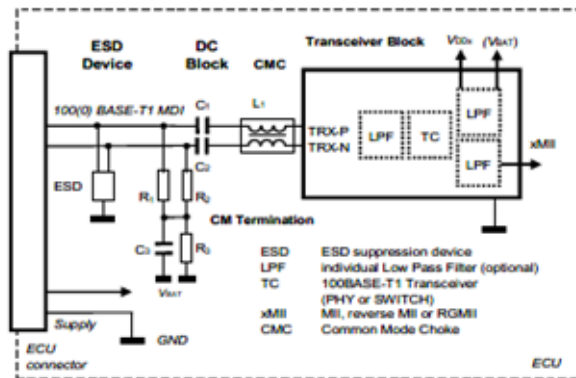 ESD Device
DC Block
CMC
Transceiver Block
VDDx
(VBAT)
100(0) BASE-T1 MDI
C1
L1
TRX-P
TRX-N
LPF
TC
LPF
LPF
xMII
C2
ESD
R1
R2
CM Termination
C3
R3
VBAT
Supply
GND
ECU connector
ESD ESD suppression device
LPF individual Low Pass Filter (optional)
TC 100BASE-T1 Transceiver
(PHY or SWITCH)
xMII MII, reverse MII or RGMII
CMC Common Mode Choke
ECU